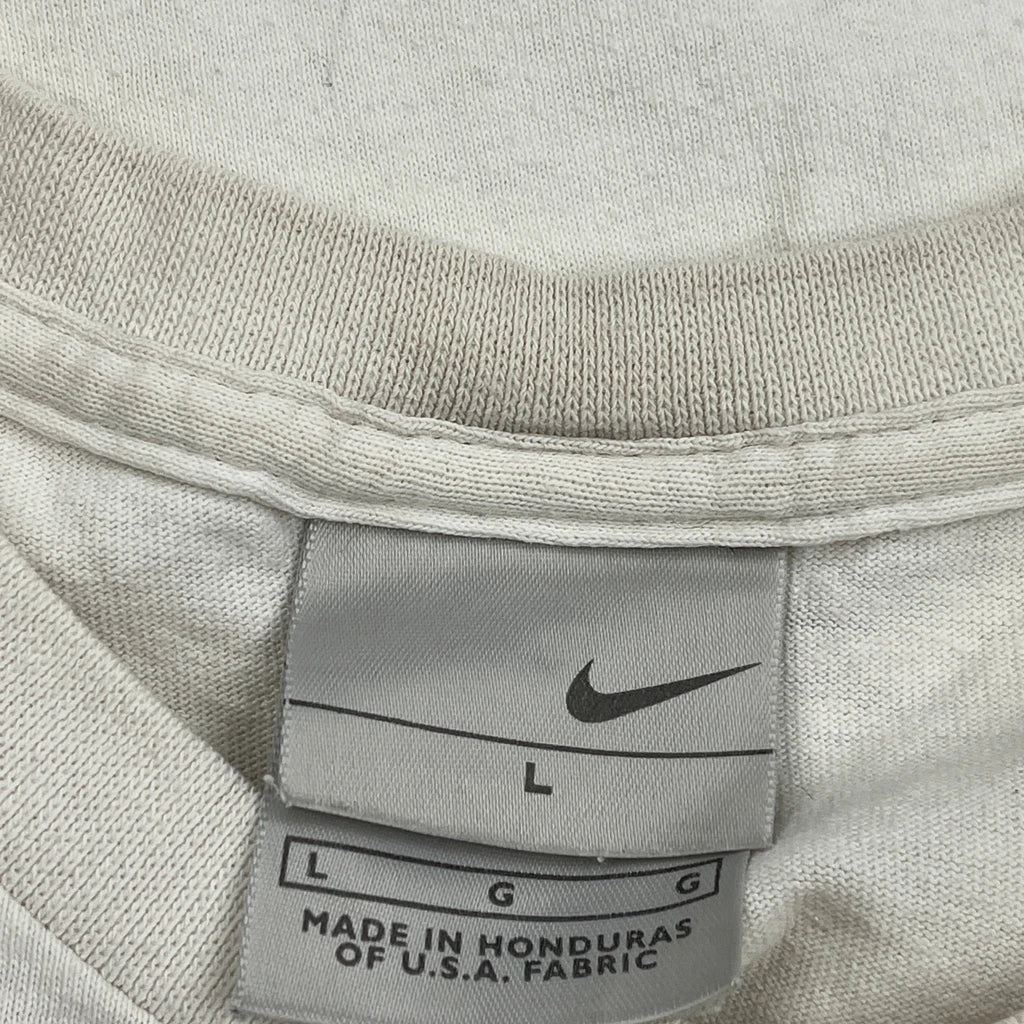 L
L G G
MADE IN HONDURAS
OF U.S.A. FABRIC